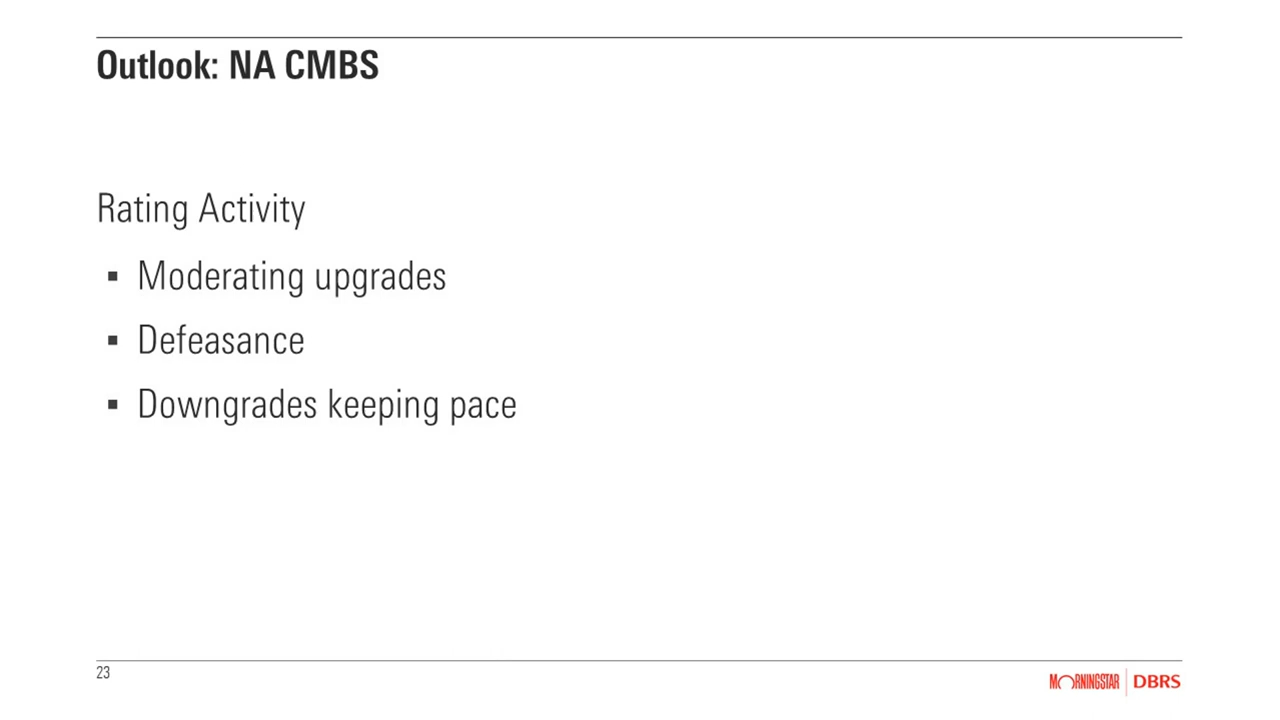 Outlook: NA CMBS
Rating Activity
▪ Moderating upgrades
▪ Defeasance
▪ Downgrades keeping pace
23
MORNINGSTAR | DBRS